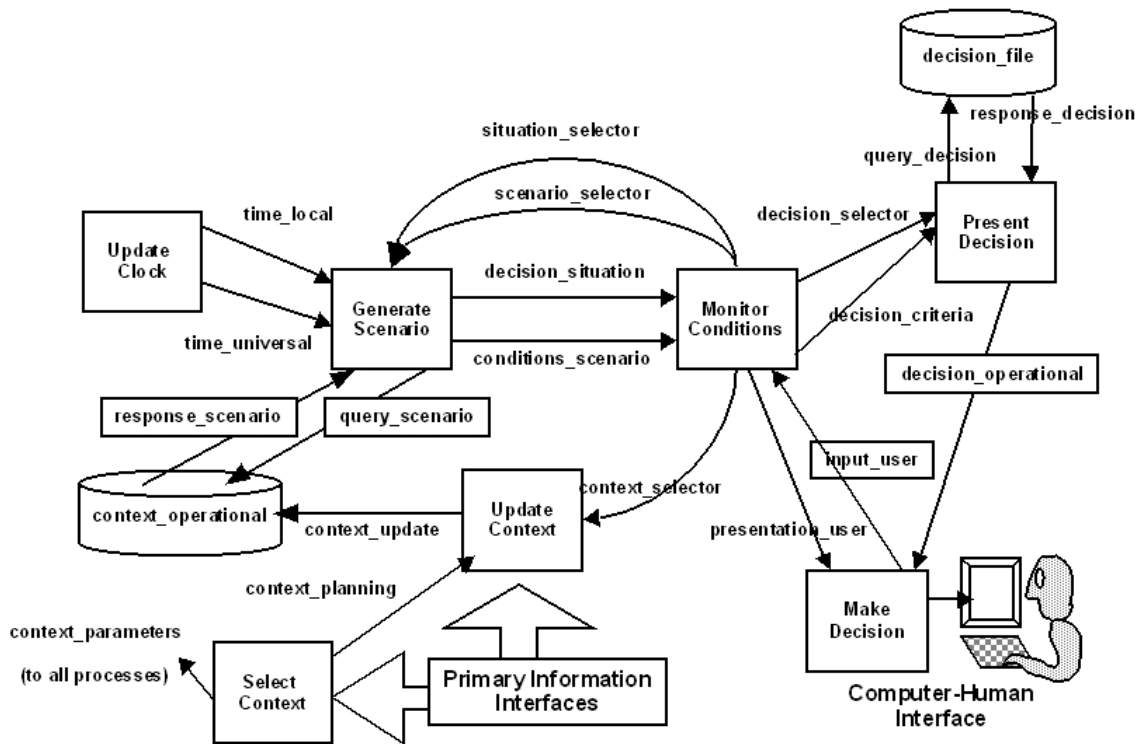 decision_file
response_decision
situation_selector
query_decision
scenario_selector
time_local
decision_selector
Present
Decision
Update
Clock
decision_situation
Generate
Scenario
Monitor
Conditions
decision_criteria
time_universal
conditions_scenario
decision_operational
response_scenario
query_scenario
input_user
context_selector
context_operational
Update
Context
context_update
presentation_user
context_planning
Make
Decision
context_parameters
(to all processes)
Select
Context
Primary Information
Interfaces
Computer-Human
Interface